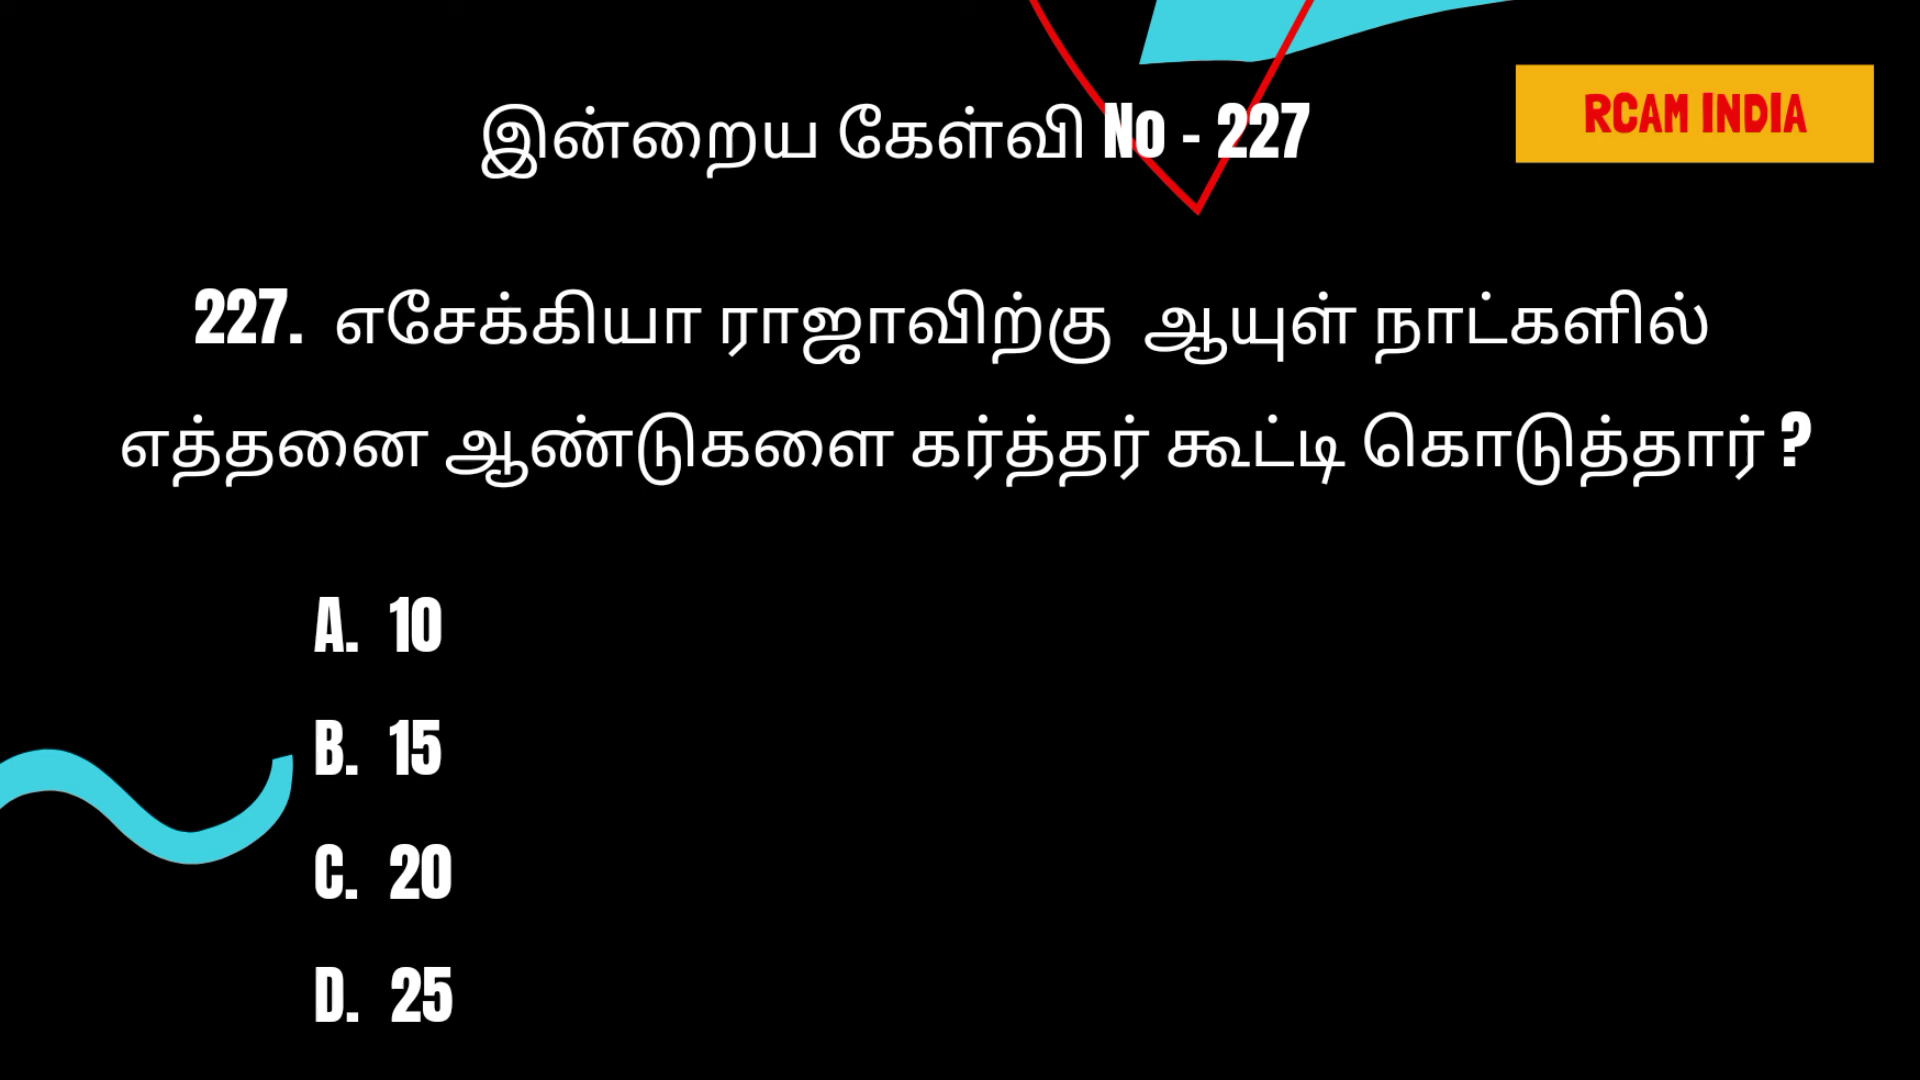 RCAM INDIA
இன்றைய கேள்வி No - 227
227. எசேக்கியா ராஜாவிற்கு ஆயுள் நாட்களில்
எத்தனை ஆண்டுகளை கர்த்தர் கூட்டி கொடுத்தார் ?
A. 10
B. 15
C. 20
D. 25